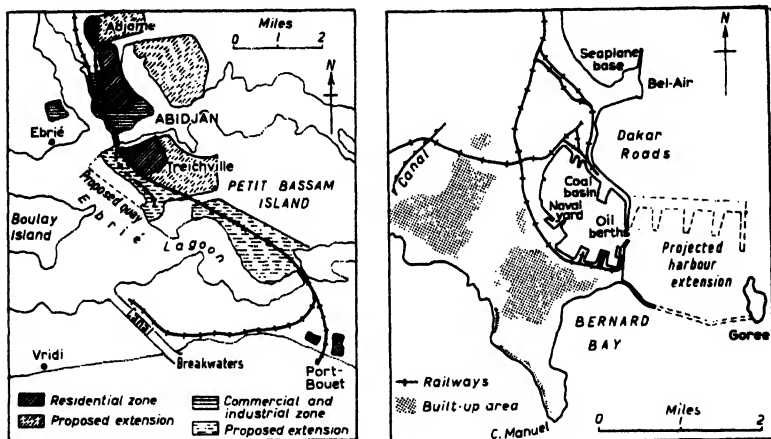 Adjame
Miles
0 1 2
N
Ebrié
ABIDJAN
Treichville
PETIT BASSAM
ISLAND
Proposed quay
Boulay
Island
Ebrié
Lagoon
Canal
Vridi
Breakwaters
Port-
Bouet
Residential zone
Proposed extension
Commercial and
industrial zone
Proposed extension
N
Seaplane
base
Bel-Air
Dakar
Roads
Canal
Coal
basin
Naval
yard
Oil
berths
Projected
harbour
extension
BERNARD
BAY
Goree
Railways
Built-up area
C. Manuel
Miles
0 1 2